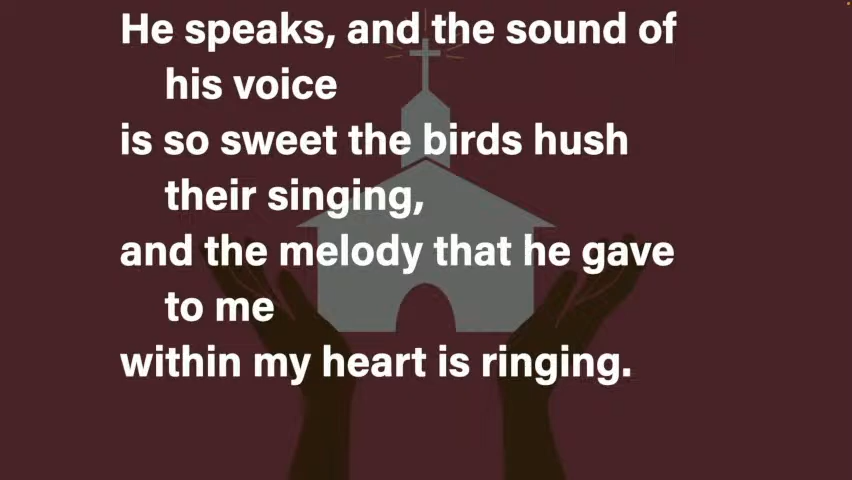 He speaks, and the sound of
his voice
is so sweet the birds hush
their singing,
and the melody that he gave
to me
within my heart is ringing.